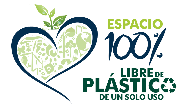 ESPACIO
100%
LIBRE DE
PLÁSTICO
DE UN SOLO USO